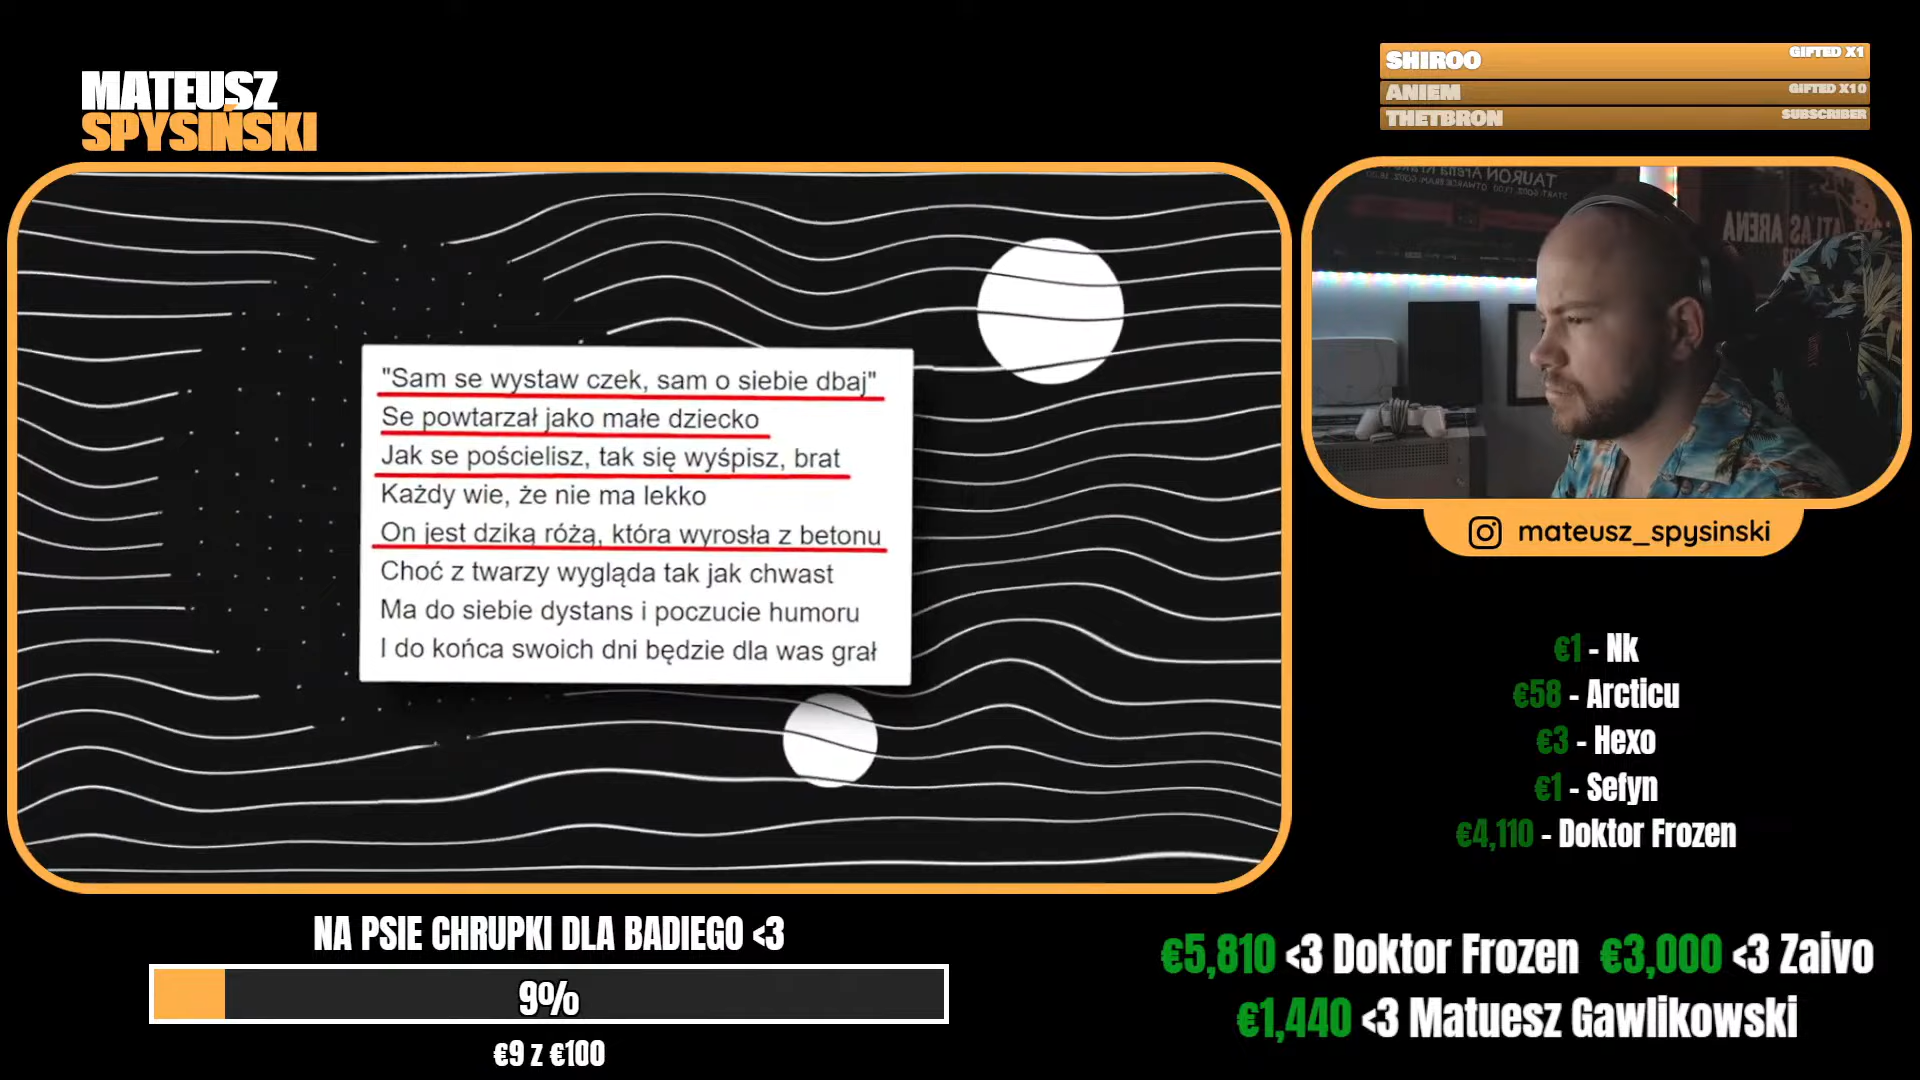 MATEUSZ
SPYSIŃSKI
SHIROO GIFTED X1
ANIEM GIFTED X10
THETBRON SUBSCRIBER
"Sam se wystaw czek, sam o siebie dbaj"
Se powtarzał jako małe dziecko
Jak se pościelisz, tak się wyśpisz, brat
Każdy wie, że nie ma lekko
On jest dziką różą, która wyrosła z betonu
Choć z twarzy wygląda tak jak chwast
Ma do siebie dystans i poczucie humoru
I do końca swoich dni będzie dla was grał
TAURON Arena
ATLAS ARENA
mateusz_spysinski
€1 - Nk
€58 - Arcticu
€3 - Hexo
€1 - Sefyn
€4,110 - Doktor Frozen
NA PSIE CHRUPKI DLA BADIEGO <3
9%
€9 z €100
€5,810 <3 Doktor Frozen €3,000 <3 Zaivo
€1,440 <3 Matuesz Gawlikowski